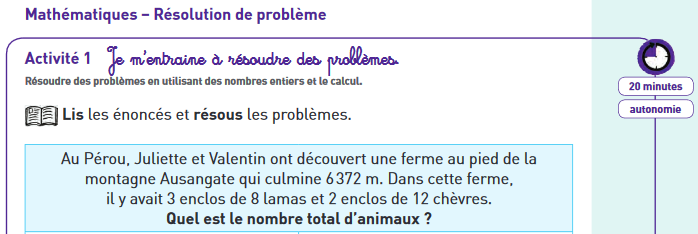 Mathématiques – Résolution de problème
Activité 1 Je m'entraine à résoudre des problèmes.
Résoudre des problèmes en utilisant des nombres entiers et le calcul.
20 minutes
autonomie
Lis les énoncés et résous les problèmes.
Au Pérou, Juliette et Valentin ont découvert une ferme au pied de la
montagne Ausangate qui culmine 6 372 m. Dans cette ferme,
il y avait 3 enclos de 8 lamas et 2 enclos de 12 chèvres.
Quel est le nombre total d'animaux ?